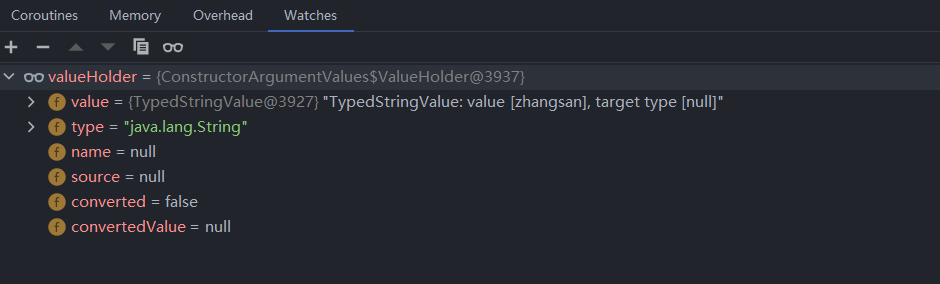 Coroutines Memory Overhead Watches
valueHolder = {ConstructorArgumentValues$ValueHolder@3937}
f value = {TypedStringValue@3927} "TypedStringValue: value [zhangsan], target type [null]"
f type = "java.lang.String"
f name = null
f source = null
f converted = false
f convertedValue = null